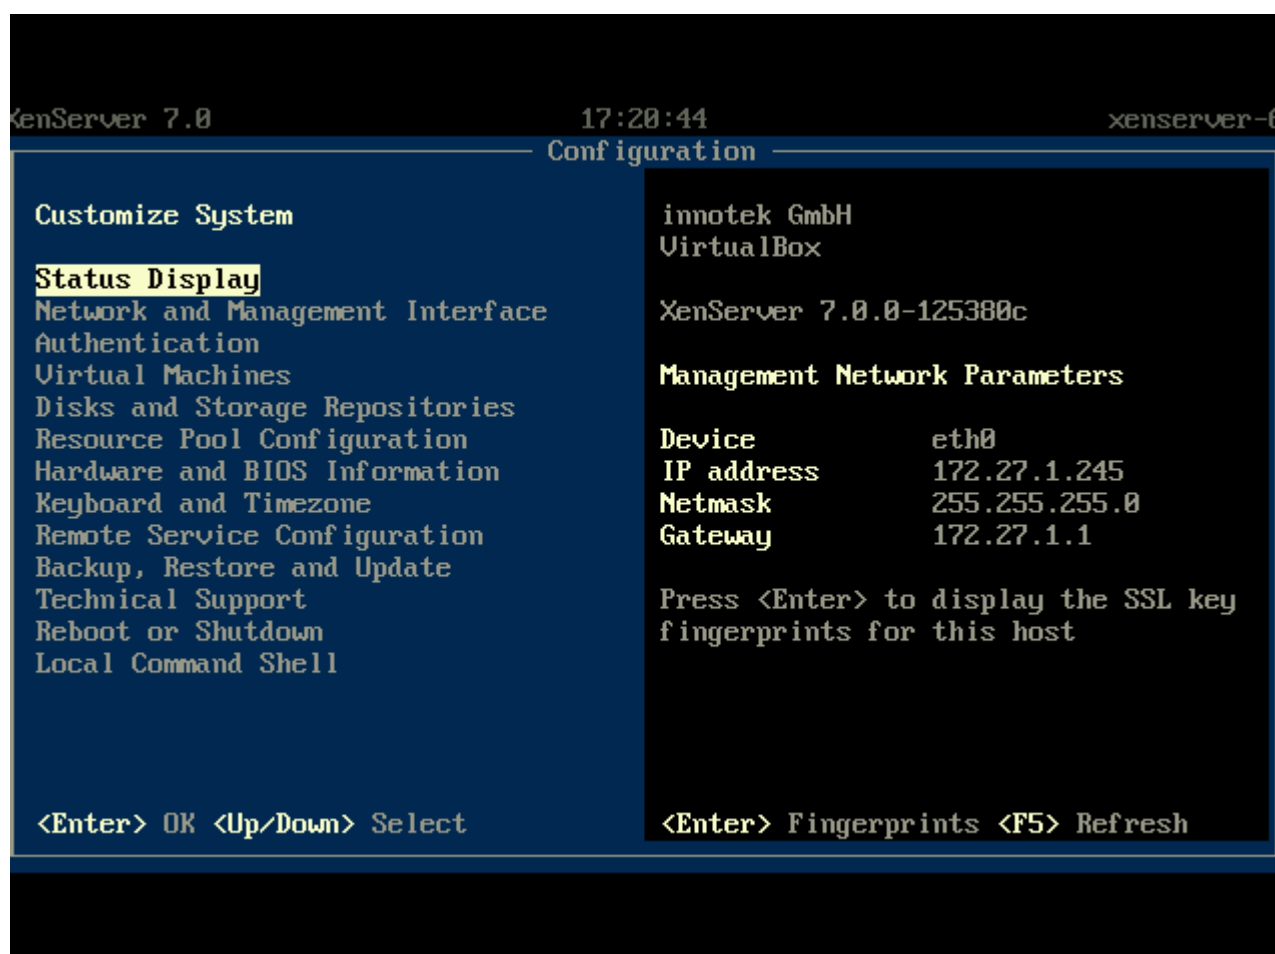 XenServer 7.0 17:20:44 xenserver-6
Configuration
Customize System
Status Display
Network and Management Interface
Authentication
Virtual Machines
Disks and Storage Repositories
Resource Pool Configuration
Hardware and BIOS Information
Keyboard and Timezone
Remote Service Configuration
Backup, Restore and Update
Technical Support
Reboot or Shutdown
Local Command Shell
<Enter> OK <Up/Down> Select
innotek GmbH
VirtualBox
XenServer 7.0.0-125380c
Management Network Parameters
Device eth0
IP address 172.27.1.245
Netmask 255.255.255.0
Gateway 172.27.1.1
Press <Enter> to display the SSL key
fingerprints for this host
<Enter> Fingerprints <F5> Refresh